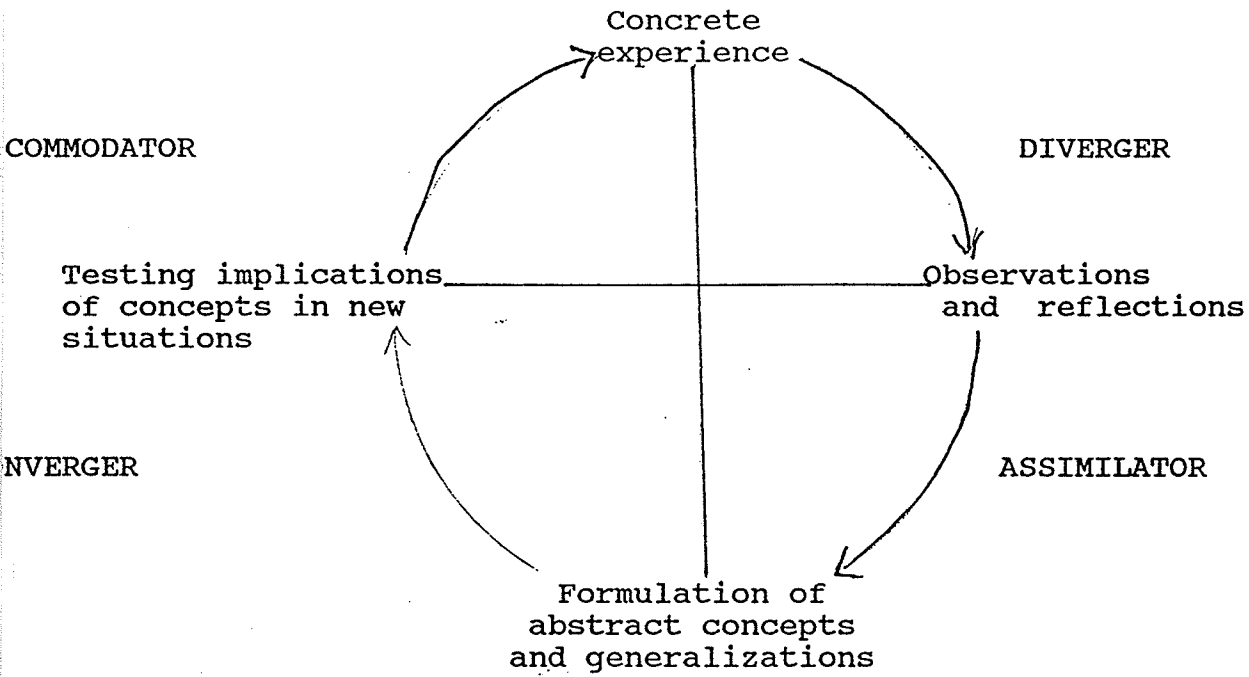 Concrete
experience
COMMODATOR
DIVERGER
Testing implications
of concepts in new
situations
Observations
and reflections
NVERGER
ASSIMILATOR
Formulation of
abstract concepts
and generalizations